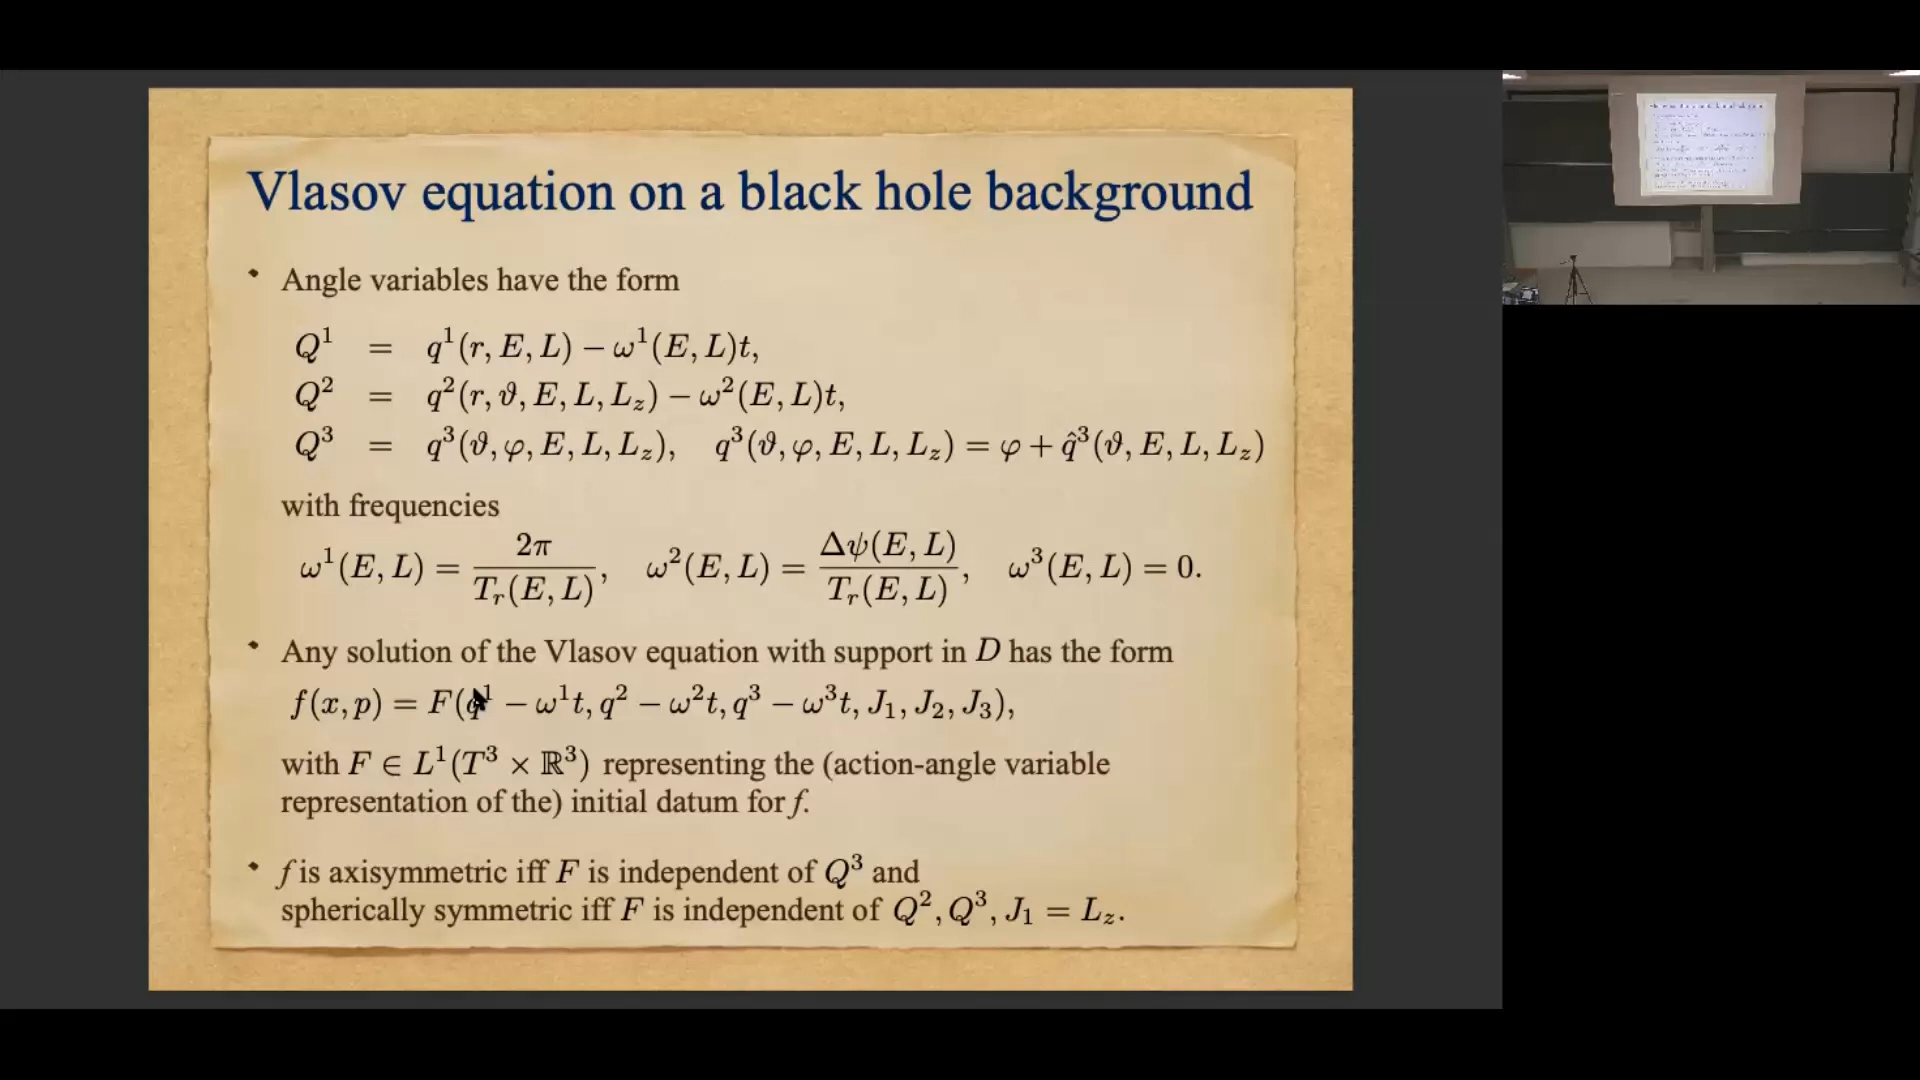 Vlasov equation on a black hole background
• Angle variables have the form
Q¹ = q¹(r, E, L) − ω¹(E, L)t,
Q² = q²(r, ϑ, E, L, L_z) − ω²(E, L)t,
Q³ = q³(ϑ, φ, E, L, L_z), q³(ϑ, φ, E, L, L_z) = φ + q̂³(ϑ, E, L, L_z)
with frequencies
ω¹(E, L) = 2π / T_r(E, L), ω²(E, L) = Δψ(E, L) / T_r(E, L), ω³(E, L) = 0.
• Any solution of the Vlasov equation with support in D has the form
f(x, p) = F(q¹ − ω¹t, q² − ω²t, q³ − ω³t, J₁, J₂, J₃),
with F ∈ L¹(T³ × ℝ³) representing the (action-angle variable
representation of the) initial datum for f.
• f is axisymmetric iff F is independent of Q³ and
spherically symmetric iff F is independent of Q², Q³, J₁ = L_z.